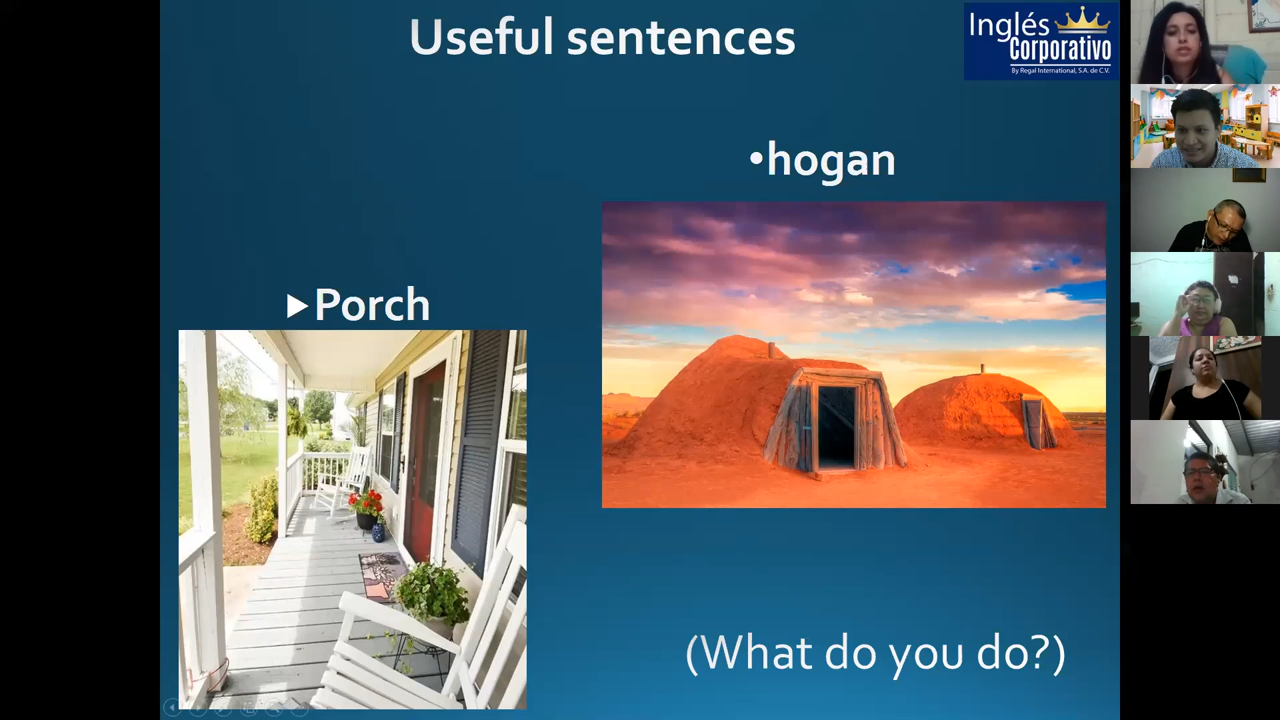 Useful sentences
Inglés
Corporativo
By Regal International, S.A. de C.V.
•hogan
▶Porch
(What do you do?)